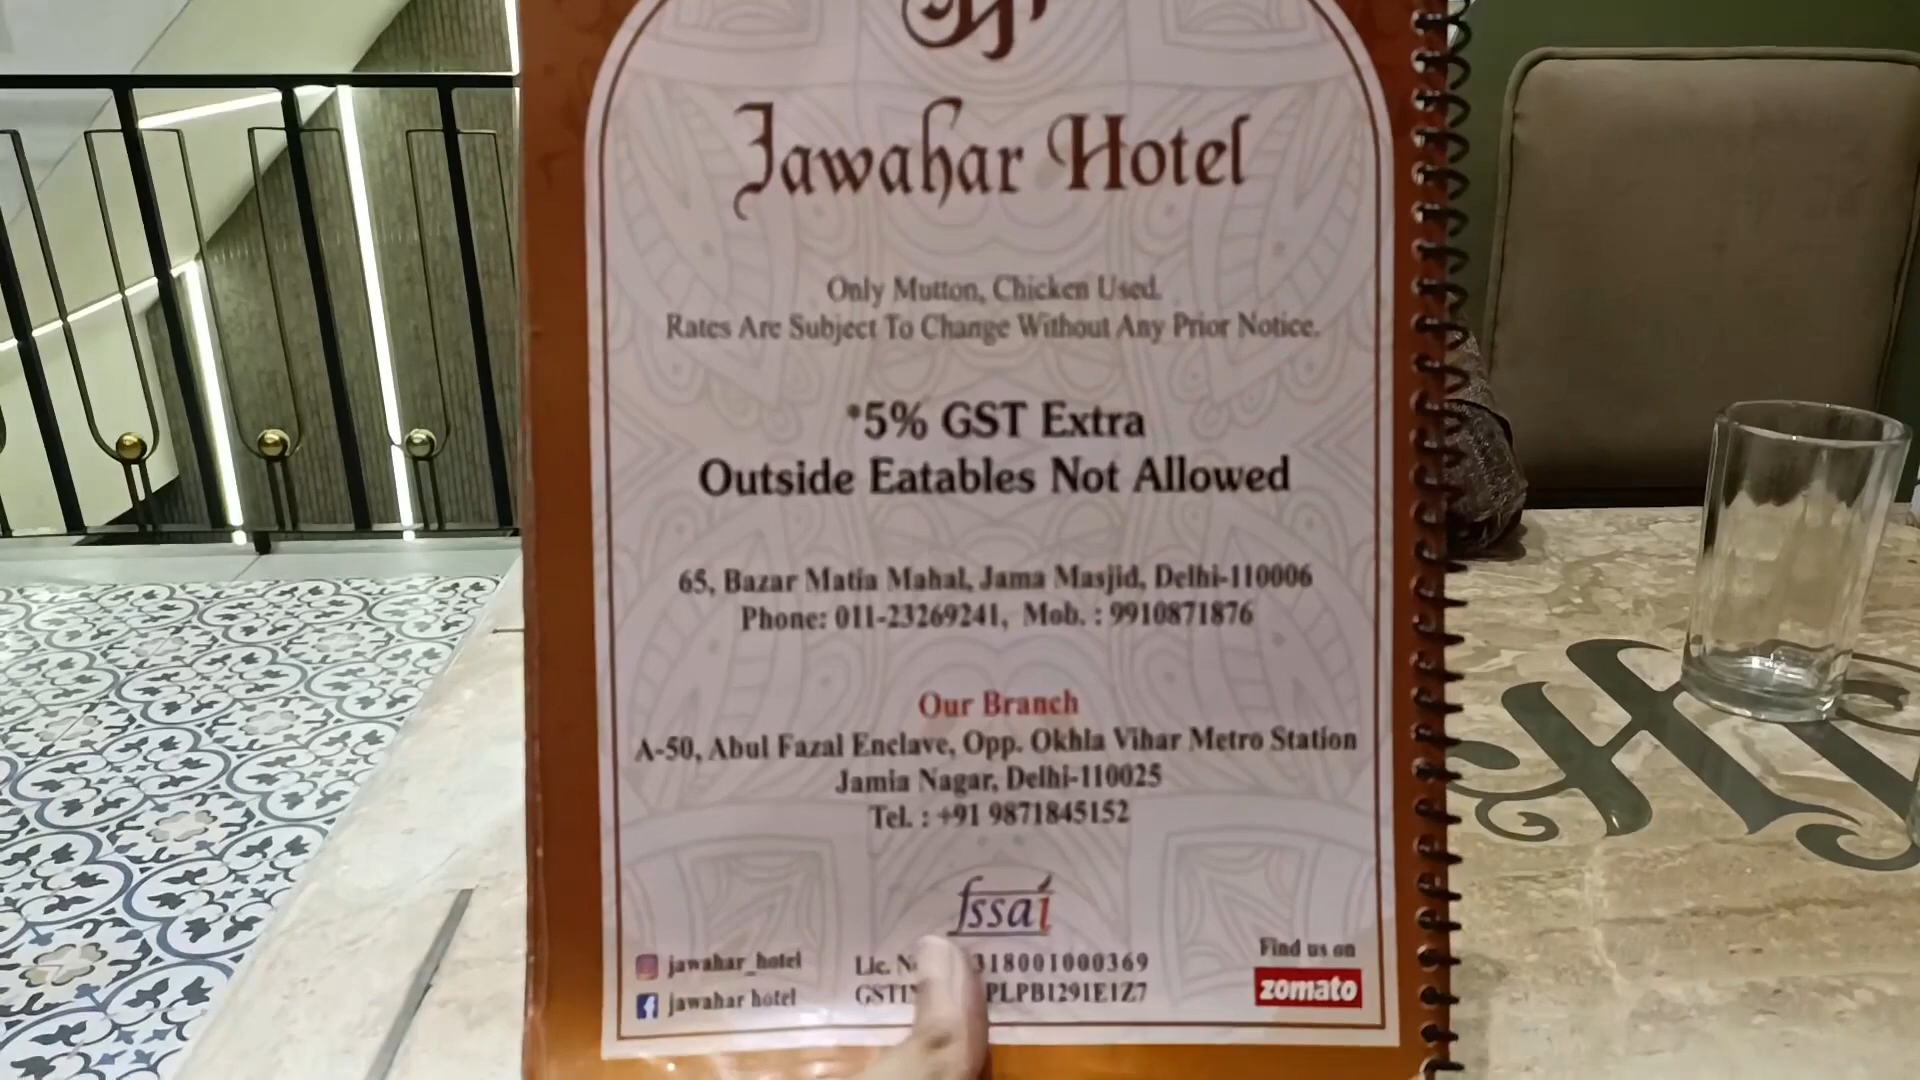 Jawahar Hotel
Only Mutton, Chicken Used.
Rates Are Subject To Change Without Any Prior Notice.
*5% GST Extra
Outside Eatables Not Allowed
65, Bazar Matia Mahal, Jama Masjid, Delhi-110006
Phone: 011-23269241, Mob. : 9910871876
Our Branch
A-50, Abul Fazal Enclave, Opp. Okhla Vihar Metro Station
Jamia Nagar, Delhi-110025
Tel. : +91 9871845152
fssai
jawahar_hotel
jawahar hotel
Lic. 318001000369
PLPB1291E1Z7
Find us on
zomato